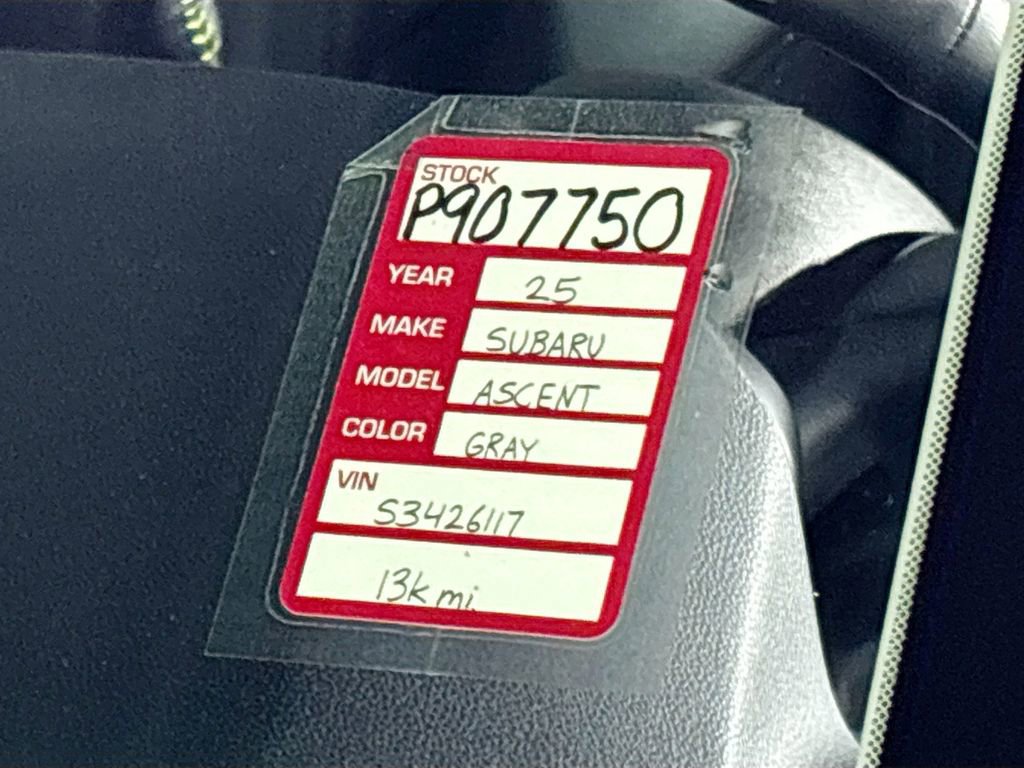 STOCK
P907750
YEAR 25
MAKE SUBARU
MODEL ASCENT
COLOR GRAY
VIN
S3426117
13k mi